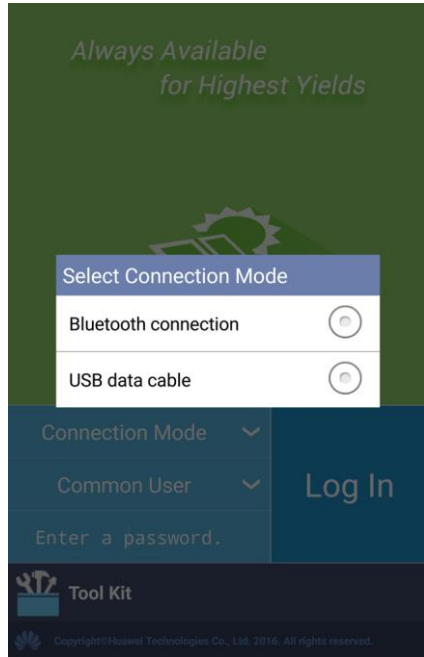 Always Available
for Highest Yields
Select Connection Mode
Bluetooth connection
USB data cable
Connection Mode
Common User
Log In
Enter a password.
Tool Kit
Copyright©Huawei Technologies Co., Ltd. 2016. All rights reserved.